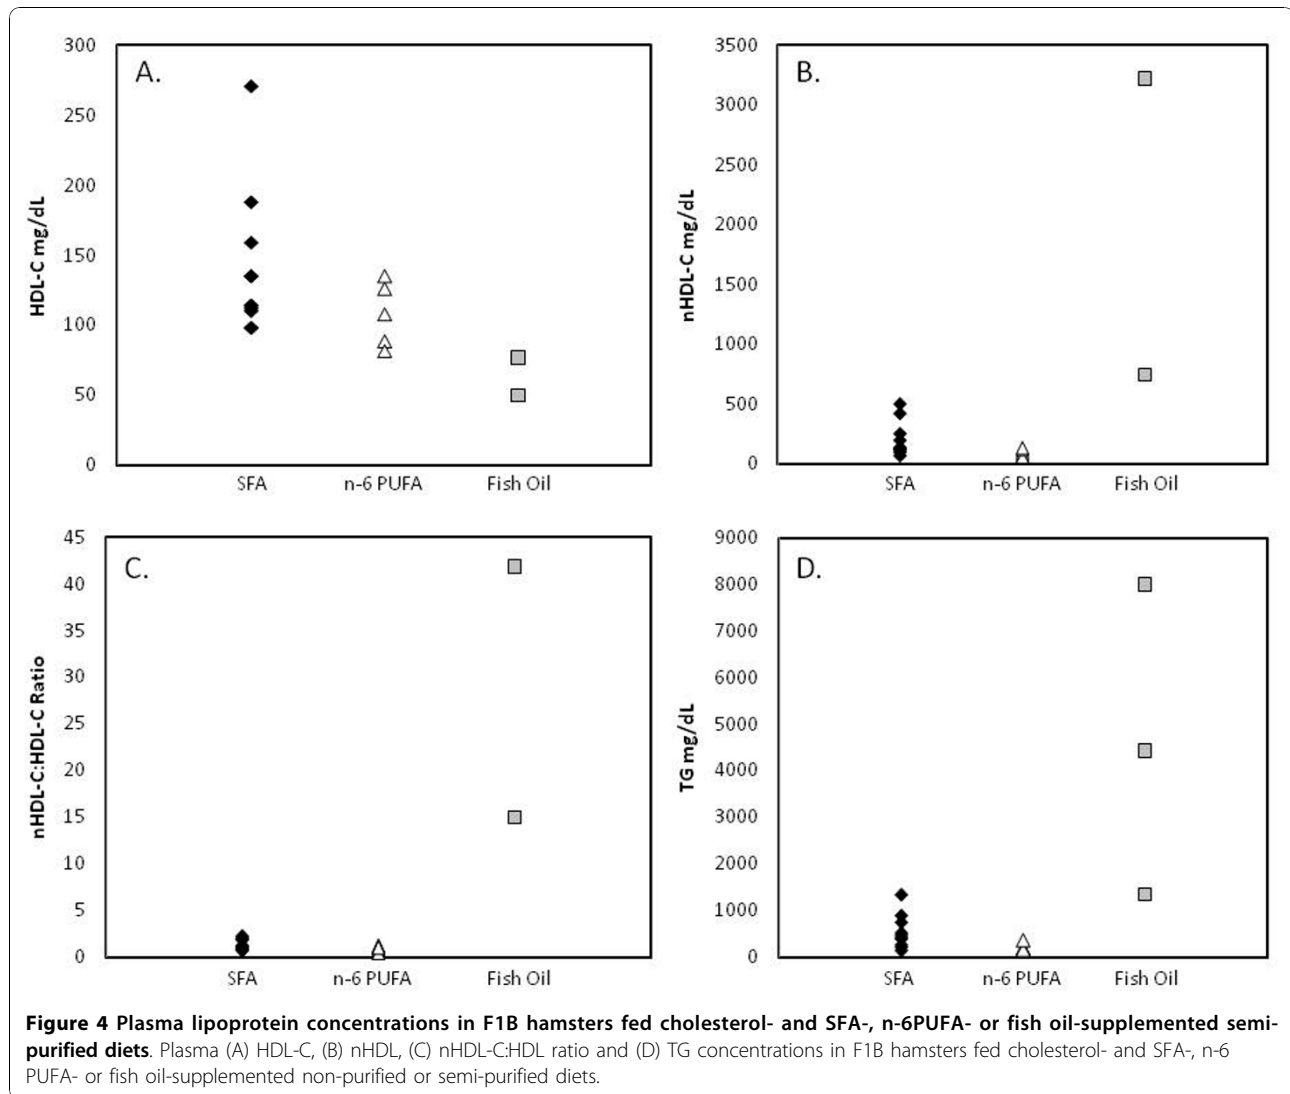 A.
300
250
200
150
100
50
0
HDL-C mg/dL
SFA n-6 PUFA Fish Oil
B.
3500
3000
2500
2000
1500
1000
500
0
nHDL-C mg/dL
SFA n-6 PUFA Fish Oil
C.
45
40
35
30
25
20
15
10
5
0
nHDL-C:HDL-C Ratio
SFA n-6 PUFA Fish Oil
D.
9000
8000
7000
6000
5000
4000
3000
2000
1000
0
TG mg/dL
SFA n-6 PUFA Fish Oil
Figure 4 Plasma lipoprotein concentrations in F1B hamsters fed cholesterol- and SFA-, n-6PUFA- or fish oil-supplemented semi-
purified diets. Plasma (A) HDL-C, (B) nHDL, (C) nHDL-C:HDL ratio and (D) TG concentrations in F1B hamsters fed cholesterol- and SFA-, n-6
PUFA- or fish oil-supplemented non-purified or semi-purified diets.